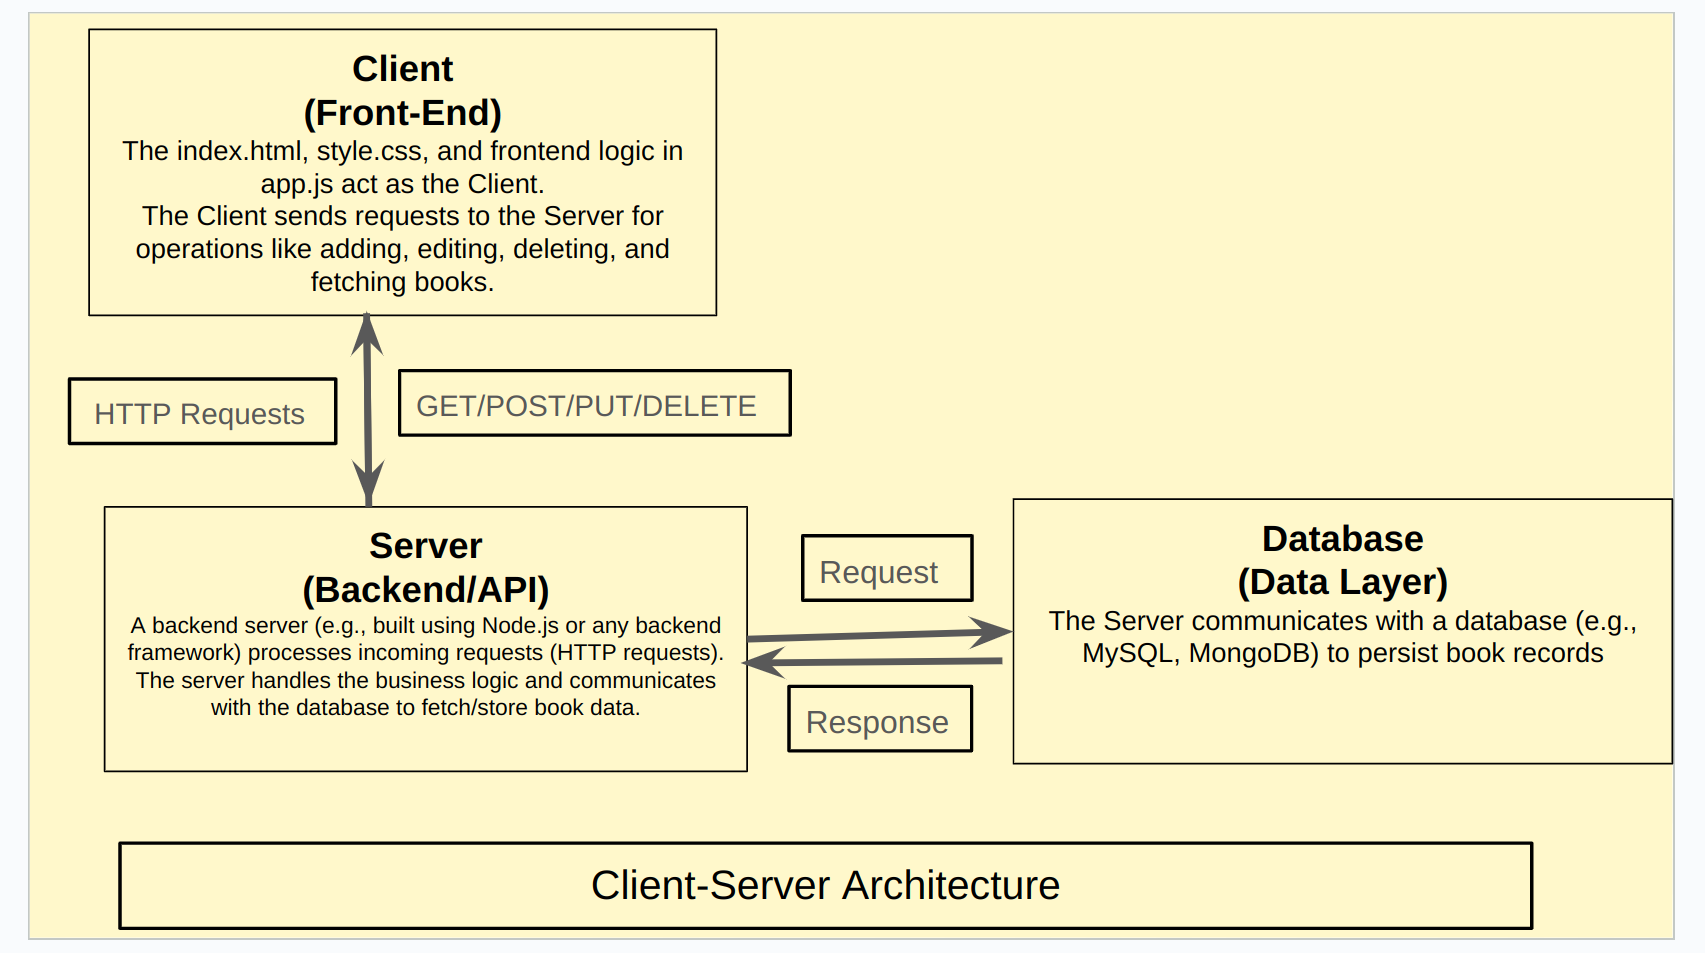 Client
(Front-End)
The index.html, style.css, and frontend logic in
app.js act as the Client.
The Client sends requests to the Server for
operations like adding, editing, deleting, and
fetching books.
HTTP Requests
GET/POST/PUT/DELETE
Server
(Backend/API)
A backend server (e.g., built using Node.js or any backend
framework) processes incoming requests (HTTP requests).
The server handles the business logic and communicates
with the database to fetch/store book data.
Request
Response
Database
(Data Layer)
The Server communicates with a database (e.g.,
MySQL, MongoDB) to persist book records
Client-Server Architecture